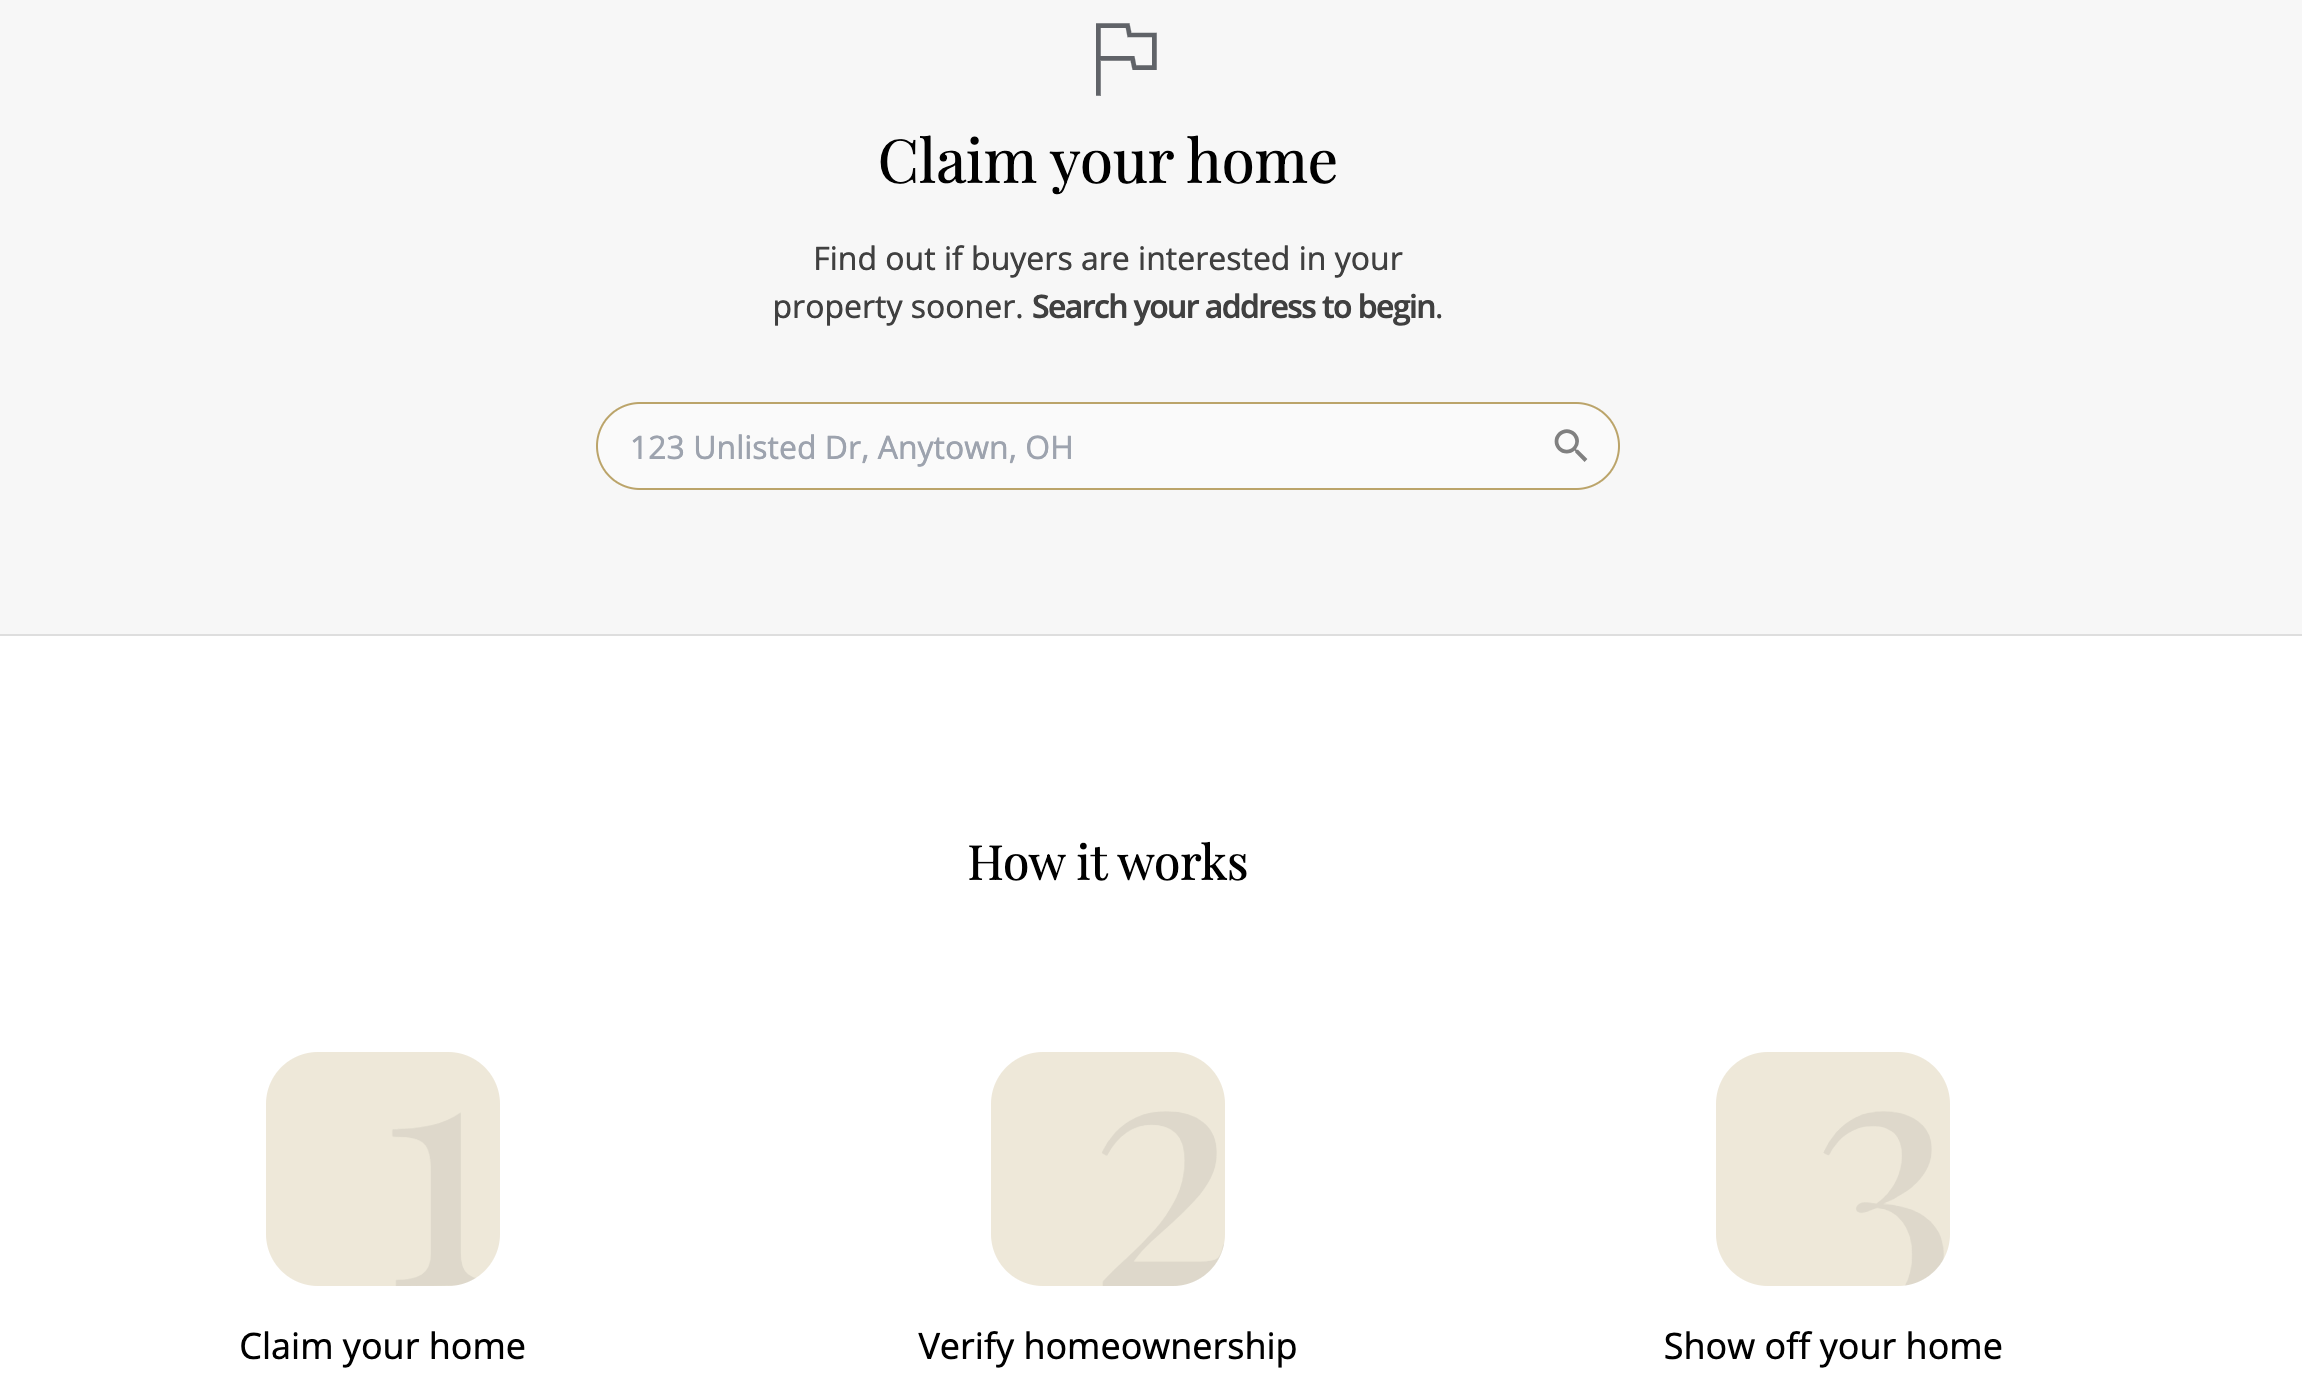 Claim your home
Find out if buyers are interested in your
property sooner. Search your address to begin.
123 Unlisted Dr, Anytown, OH
How it works
1
2
3
Claim your home
Verify homeownership
Show off your home